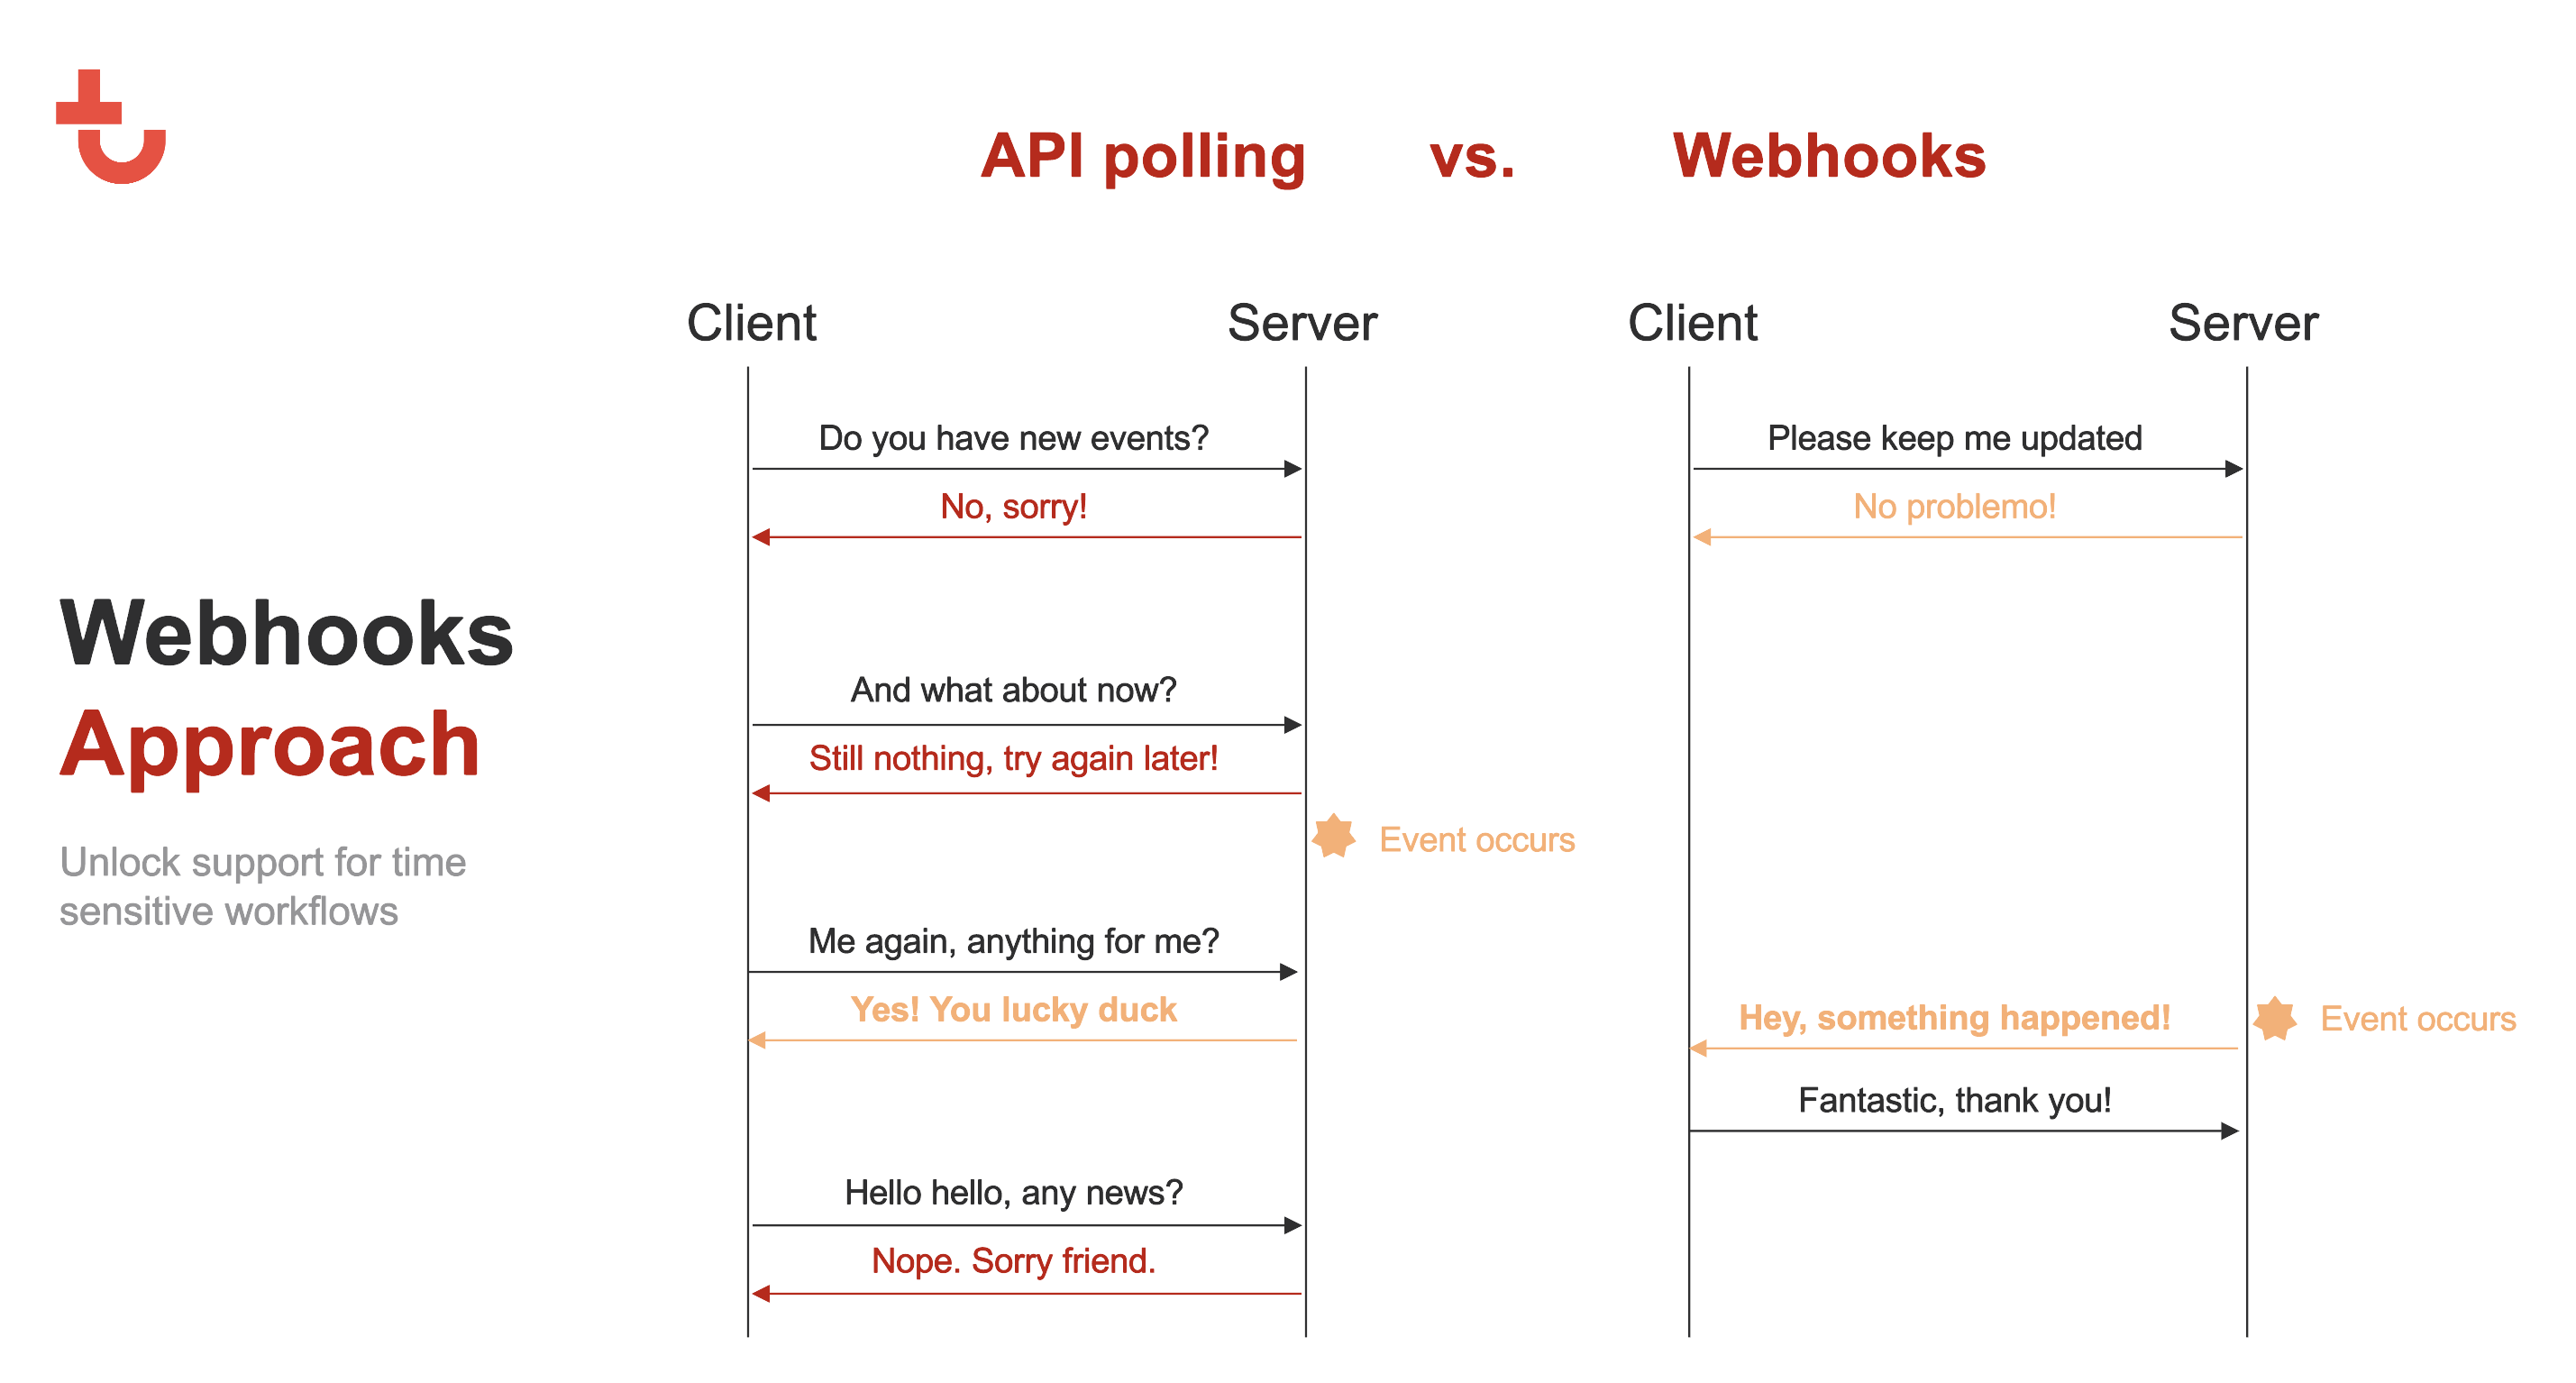 API polling vs. Webhooks
Webhooks
Approach
Unlock support for time
sensitive workflows
Client
Server
Do you have new events?
No, sorry!
And what about now?
Still nothing, try again later!
Event occurs
Me again, anything for me?
Yes! You lucky duck
Hello hello, any news?
Nope. Sorry friend.
Client
Server
Please keep me updated
No problemo!
Hey, something happened!
Event occurs
Fantastic, thank you!